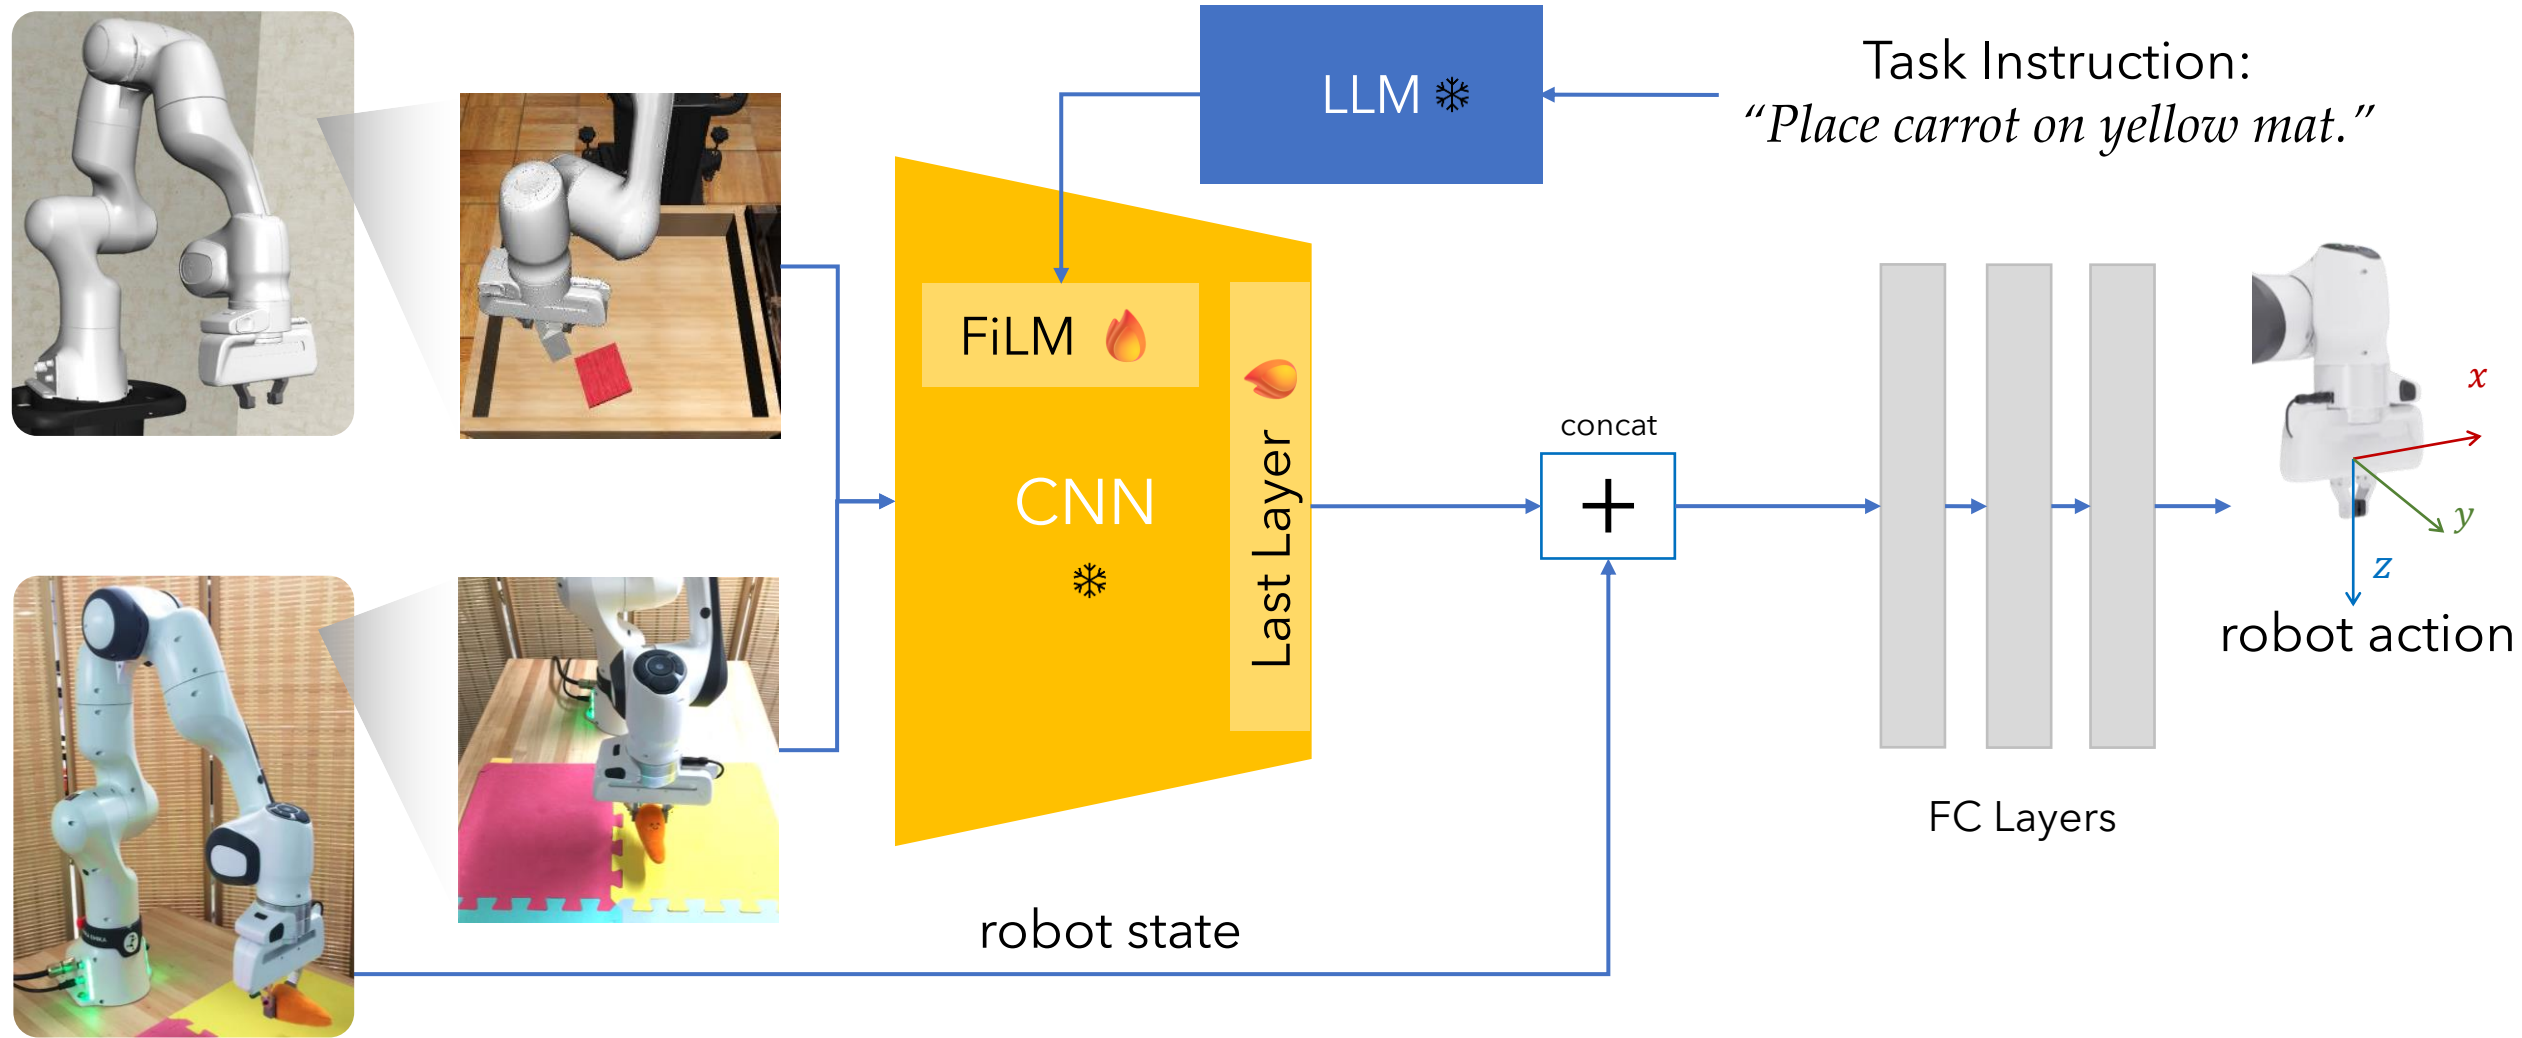 LLM
Task Instruction:
“Place carrot on yellow mat.”
FiLM
CNN
Last Layer
concat
+
x
y
z
robot action
FC Layers
robot state